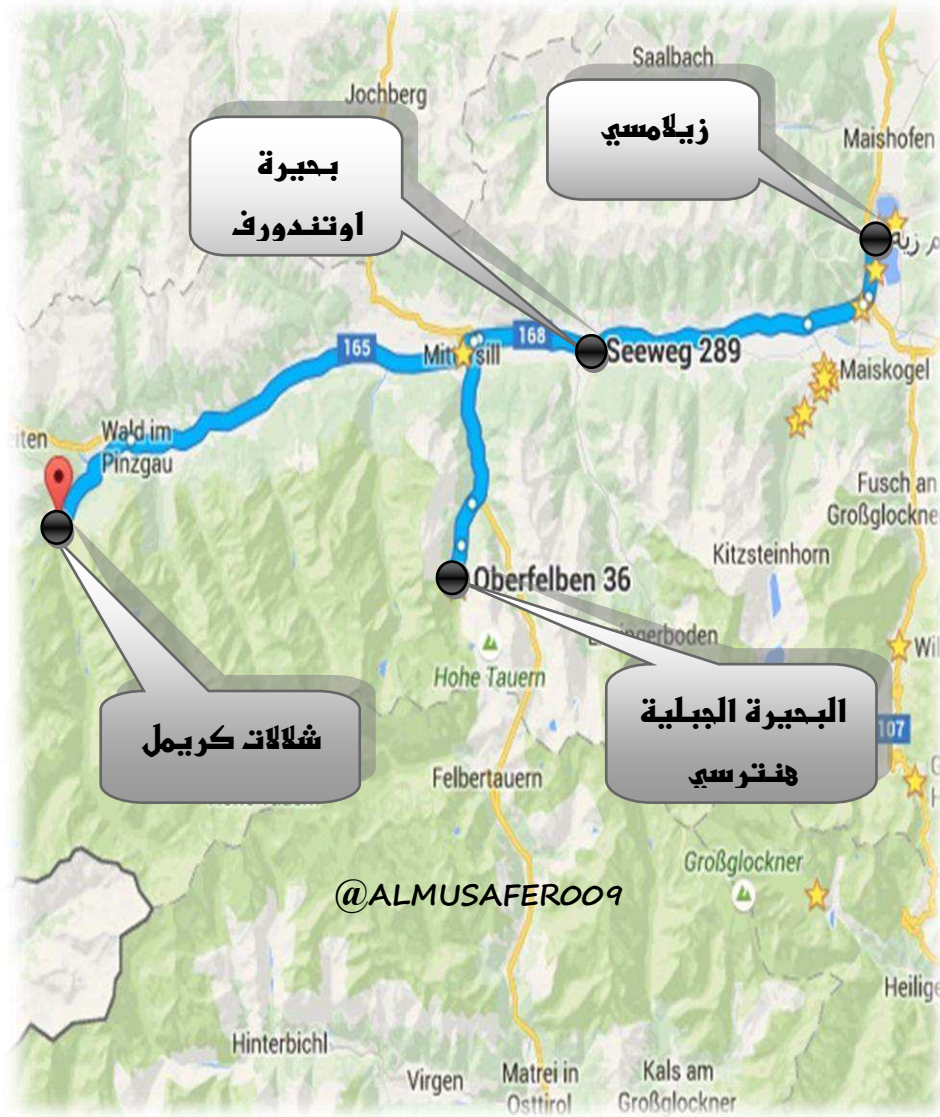 Saalbach
Jochberg
زيلامسي
Maishofen
بحيرة
اوتندورف
م زيه
168
165
Seeweg 289
Maiskogel
Wald im
Pinzgau
Fusch an
Großglockne
Kitzsteinhorn
Oberfelben 36
Hohe Tauern
البحيرة الجبلية
هنترسي
شلالات كريمل
107
Felbertauern
Großglockner
@ALMUSAFER009
Heilige
Hinterbichl
Virgen
Matrei in
Osttirol
Kals am
Großglockner